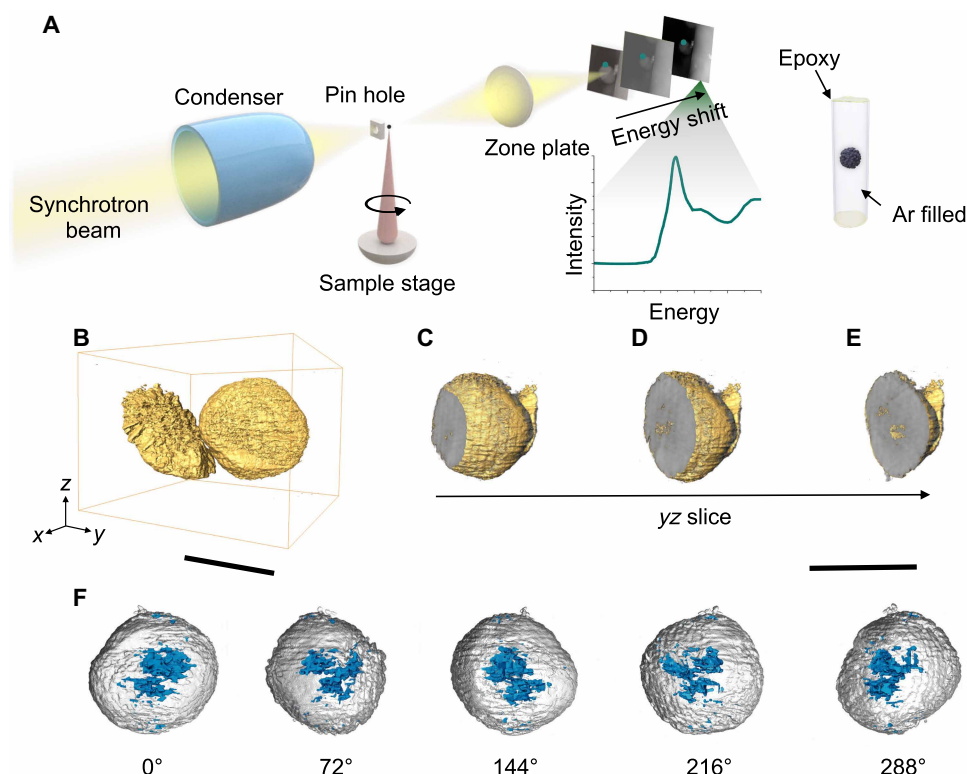 A
Condenser
Pin hole
Synchrotron
beam
Sample stage
Zone plate
Energy shift
Intensity
Energy
Epoxy
Ar filled
B
C
D
E
z
x
y
yz slice
F
0°
72°
144°
216°
288°